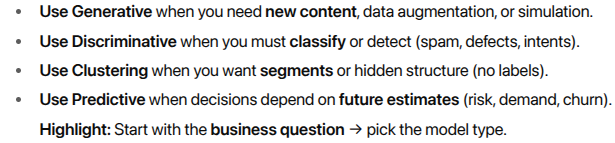 • Use Generative when you need new content, data augmentation, or simulation.
• Use Discriminative when you must classify or detect (spam, defects, intents).
• Use Clustering when you want segments or hidden structure (no labels).
• Use Predictive when decisions depend on future estimates (risk, demand, churn).
Highlight: Start with the business question → pick the model type.